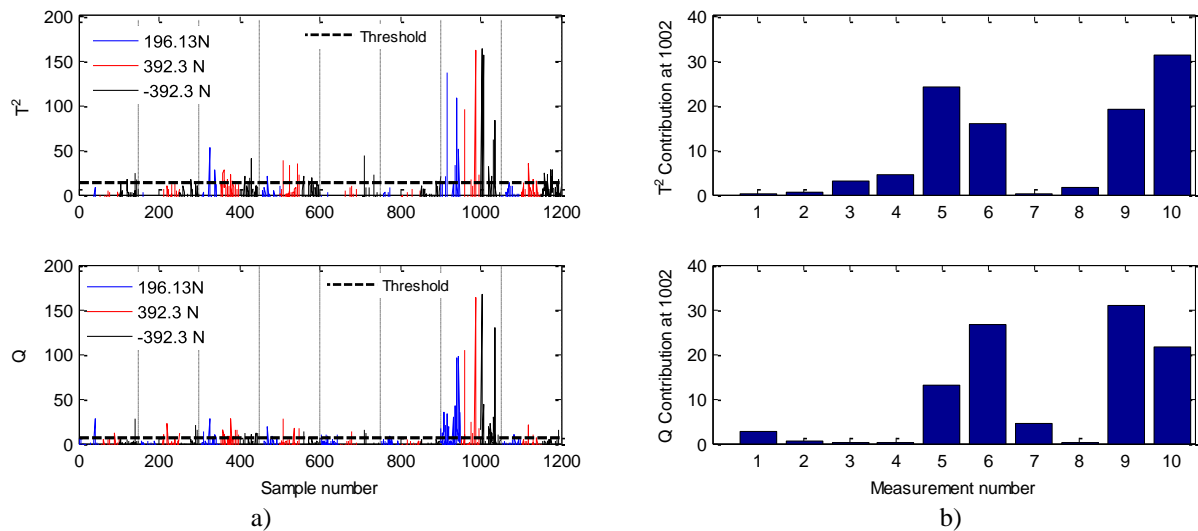 200
150
100
50
0
T²
196.13N
392.3 N
-392.3 N
Threshold
0 200 400 600 800 1000 1200
40
30
20
10
0
T² Contribution at 1002
1 2 3 4 5 6 7 8 9 10
200
150
100
50
0
Q
196.13N
392.3 N
-392.3 N
Threshold
0 200 400 600 800 1000 1200
Sample number
a)
40
30
20
10
0
Q Contribution at 1002
1 2 3 4 5 6 7 8 9 10
Measurement number
b)